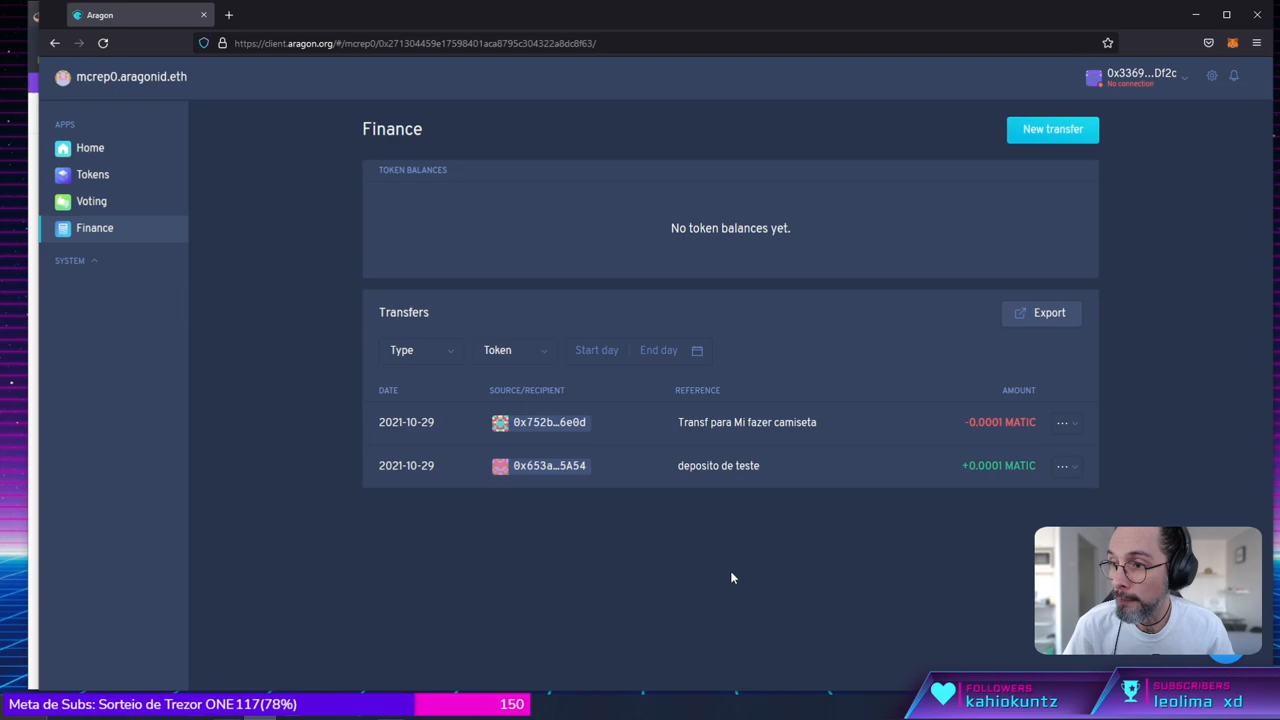 Aragon
https://client.aragon.org/#/mcrep0/0x271304459e17598401aca8795c304322a8dc8f63/
mcrep0.aragonid.eth
0x3369...Df2c
No connection
APPS
Home
Tokens
Voting
Finance
SYSTEM
Finance
New transfer
TOKEN BALANCES
No token balances yet.
Transfers
Export
Type
Token
Start day
End day
DATE
SOURCE/RECIPIENT
REFERENCE
AMOUNT
2021-10-29
0x752b…6e0d
Transf para Mi fazer camiseta
-0.0001 MATIC
2021-10-29
0x653a…5A54
deposito de teste
+0.0001 MATIC
Meta de Subs: Sorteio de Trezor ONE 117(78%)
150
FOLLOWERS
kahiokuntz
SUBSCRIBERS
leolima_xd